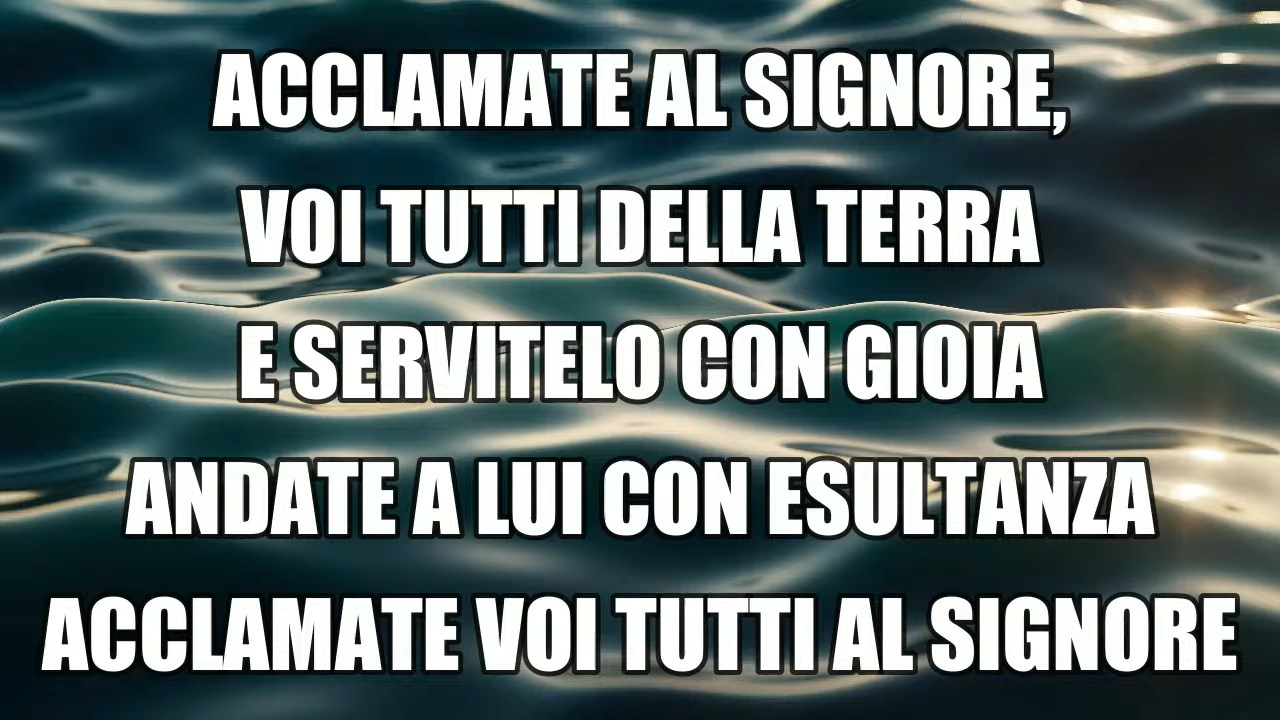 ACCLAMATE AL SIGNORE,
VOI TUTTI DELLA TERRA
E SERVITELO CON GIOIA
ANDATE A LUI CON ESULTANZA
ACCLAMATE VOI TUTTI AL SIGNORE